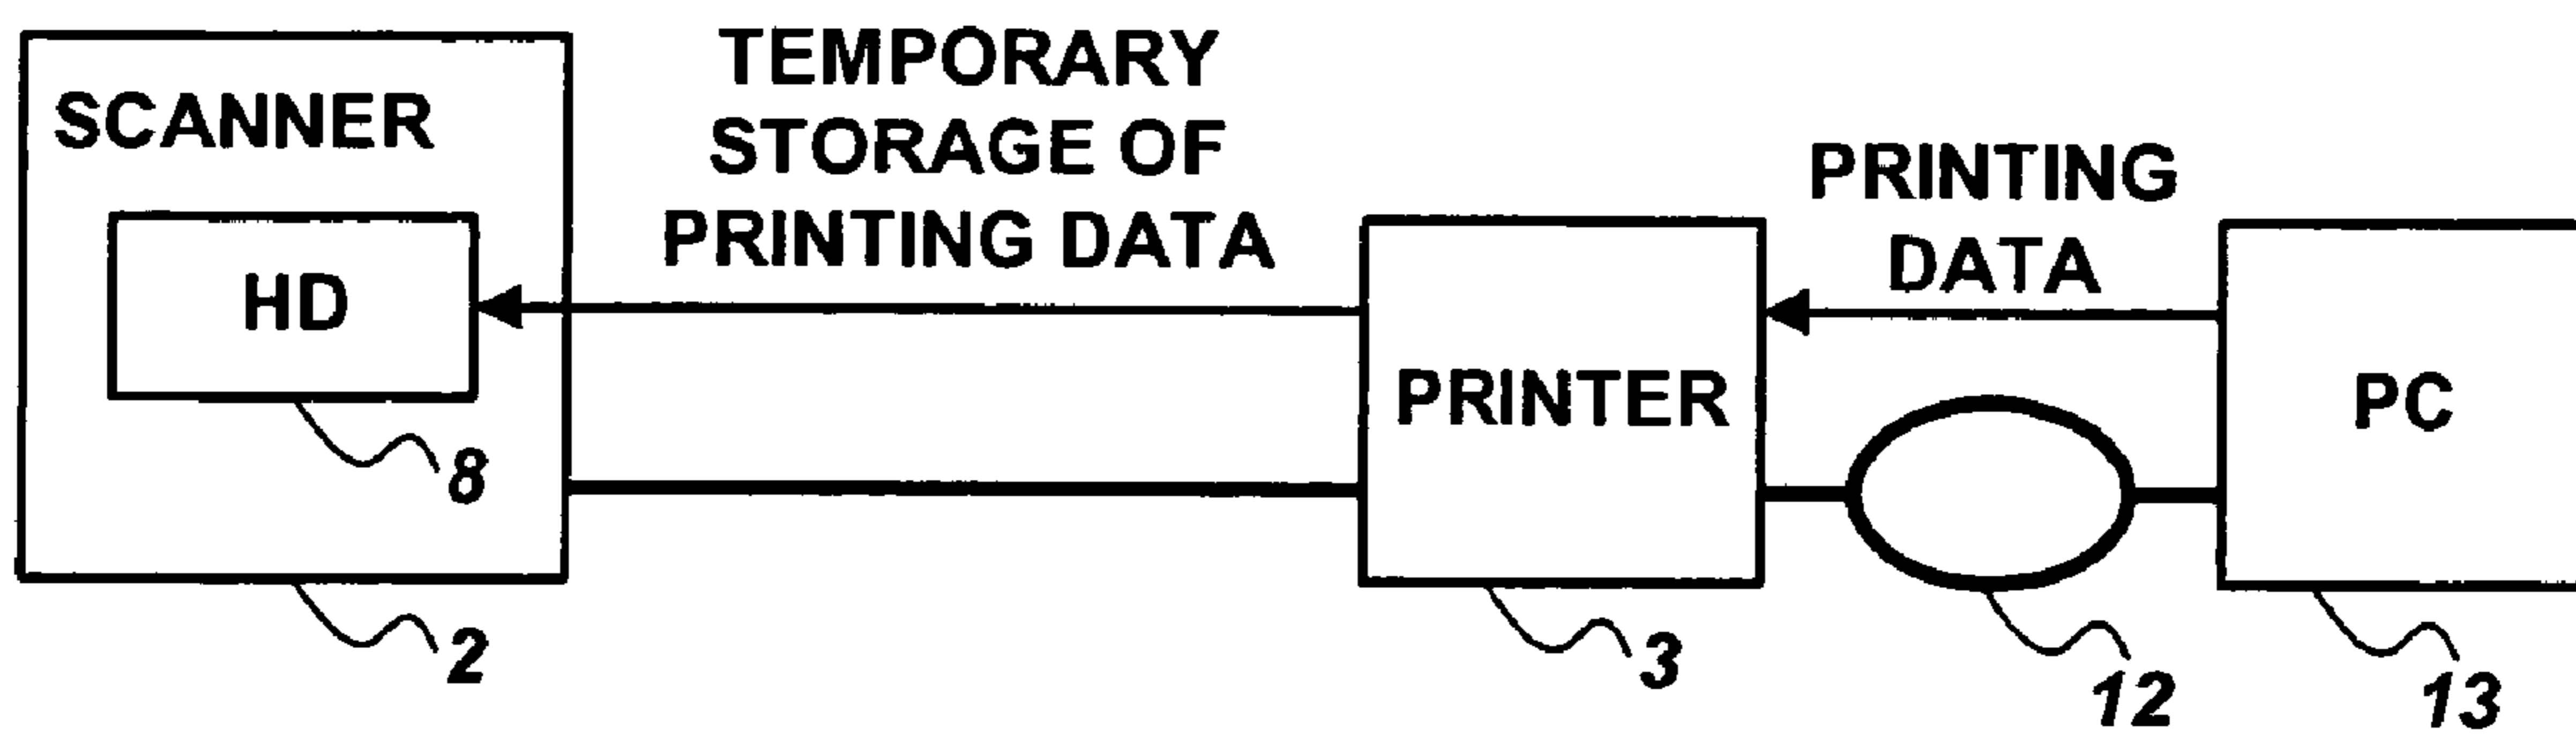 SCANNER
HD
8
2
TEMPORARY
STORAGE OF
PRINTING DATA
PRINTER
3
PRINTING
DATA
12
PC
13